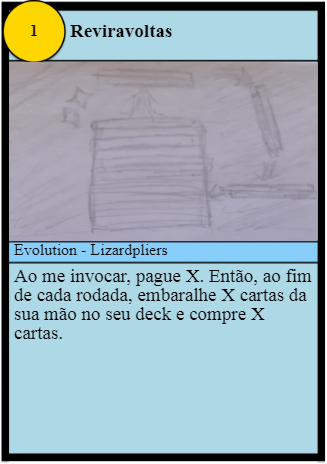 1
Reviravoltas
Evolution - Lizardpliers
Ao me invocar, pague X. Então, ao fim
de cada rodada, embaralhe X cartas da
sua mão no seu deck e compre X
cartas.